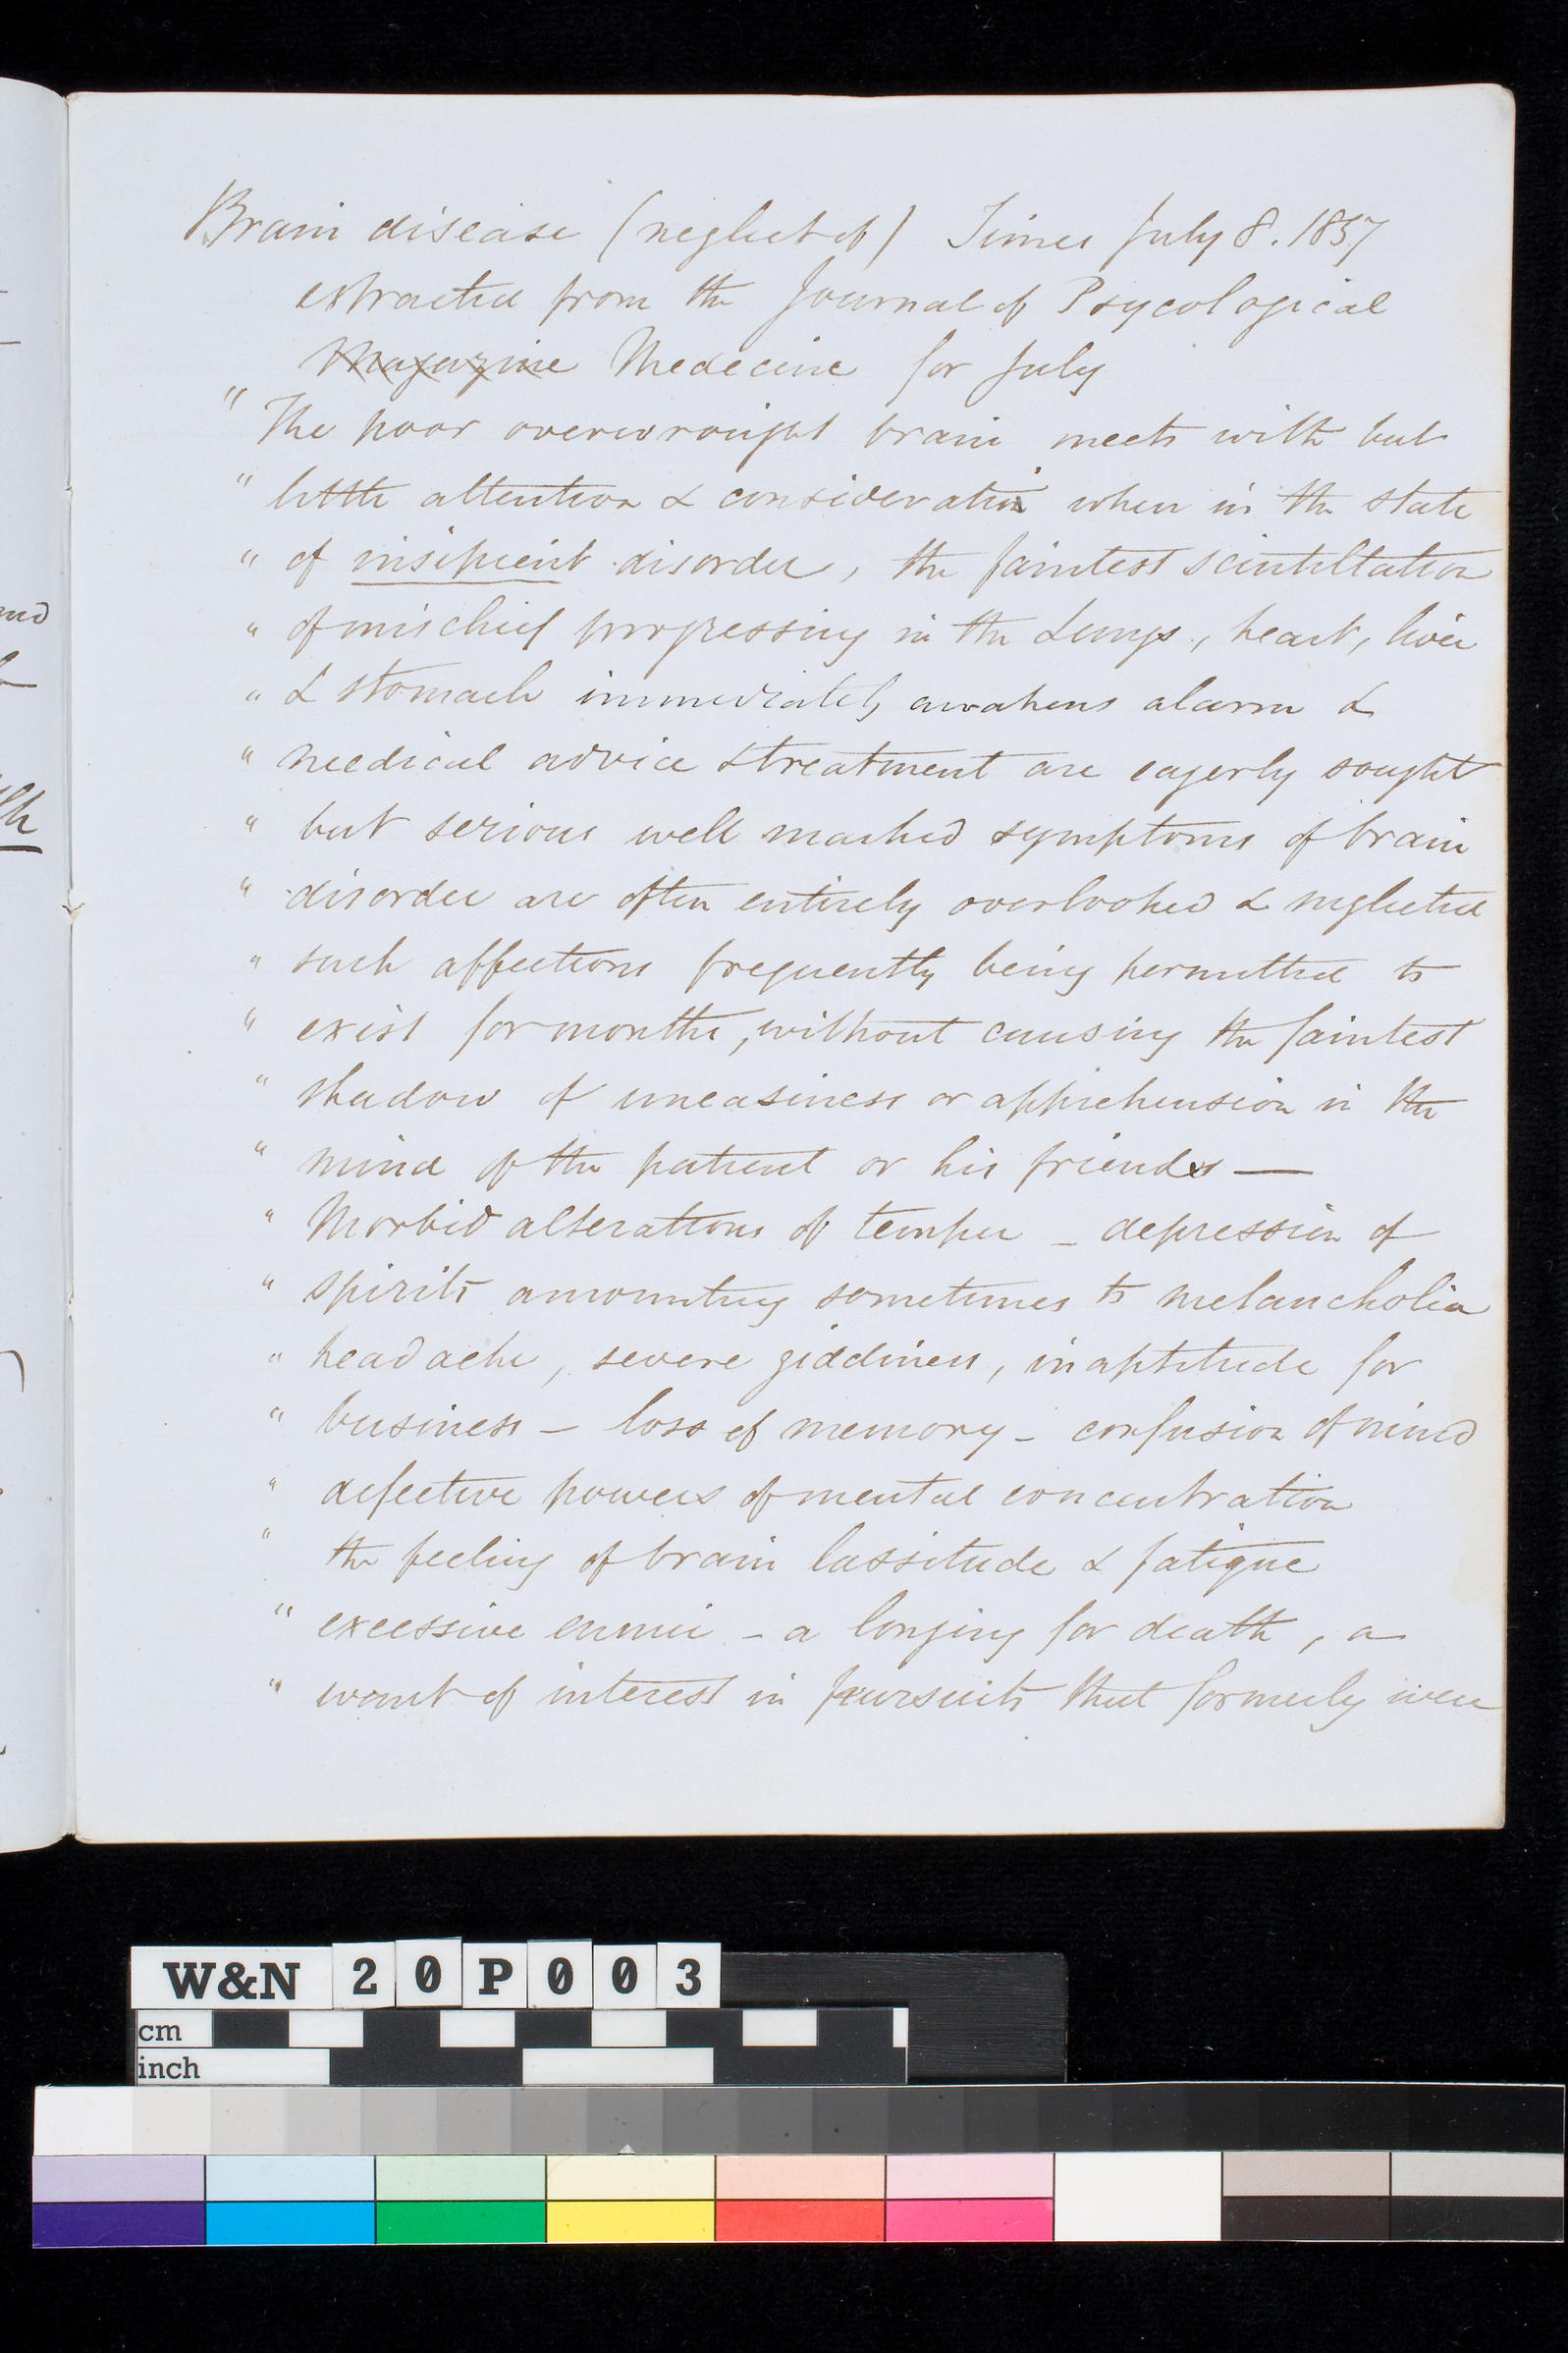 Brain disease (neglect of) Times July 8. 1857
extracted from the Journal of Psycological
Magazine Medecine for July
" The poor overwrought brain meets with but
" little attention & consideration when in the state
" of insipient disorder, the faintest scintillation
" of mischief progressing in the Lungs, heart, liver
" & stomach immediately awakens alarm &
" medical advice & treatment are eagerly sought
" but serious well marked symptoms of brain
" disorder are often entirely overlooked & neglected
" such affections frequently being permitted to
" exist for months, without causing the faintest
" shadow of uneasiness or apprehension in the
" mind of the patient or his friends —
" Morbid alterations of temper – depression of
" spirits amounting sometimes to melancholia
" headache, severe giddiness, inaptitude for
" business – loss of memory – confusion of mind
" defective powers of mental concentration
" the feeling of brain lassitude & fatigue
" excessive ennui – a longing for death, a
" want of interest in pursuits that formerly were
W&N 20P003
cm
inch